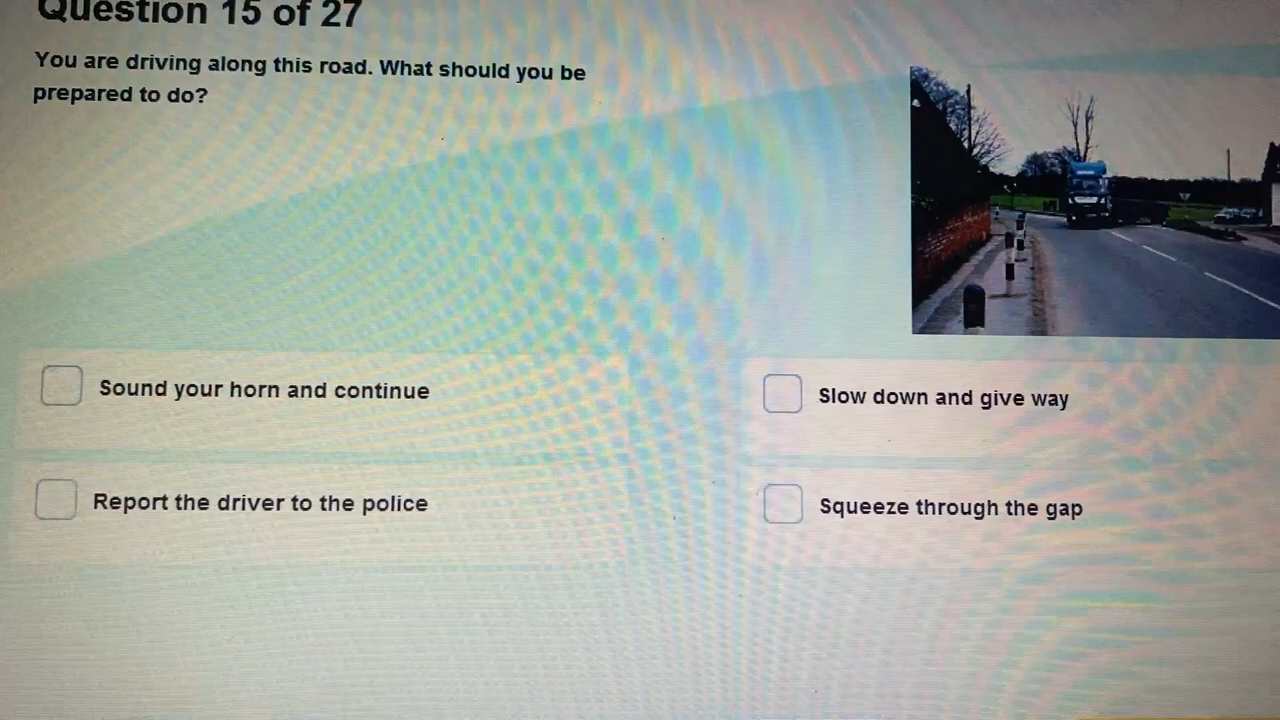 Question 15 of 27
You are driving along this road. What should you be
prepared to do?
Sound your horn and continue
Slow down and give way
Report the driver to the police
Squeeze through the gap